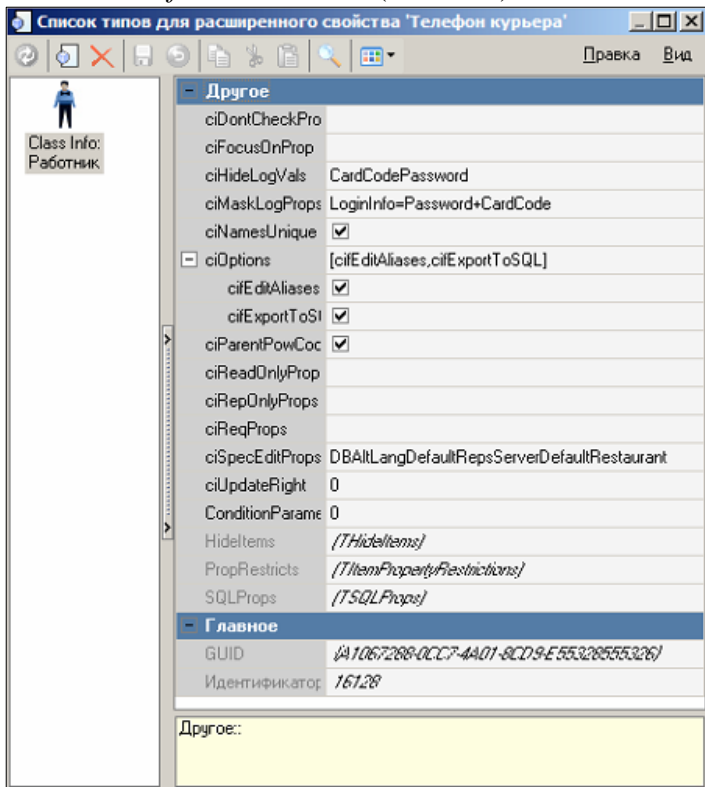 Список типов для расширенного свойства 'Телефон курьера'
Правка Вид
Class Info:
Работник
Другое
ciDontCheckPro
ciFocusOnProp
ciHideLogVals CardCodePassword
ciMaskLogProps LoginInfo=Password+CardCode
ciNamesUnique
ciOptions [cifEditAliases,cifExportToSQL]
cifEditAliases
cifExportToSI
ciParentPowCoc
ciReadOnlyProp
ciRepOnlyProps
ciReqProps
ciSpecEditProps DBAltLangDefaultRepsServerDefaultRestaurant
ciUpdateRight 0
ConditionParame 0
HideItems (THideItems)
PropRestricts (TItemPropertyRestrictions)
SQLProps (TSQLProps)
Главное
GUID {A1067288-0CC7-4A01-8CD9-E55328555326}
Идентификатор 16128
Другое::